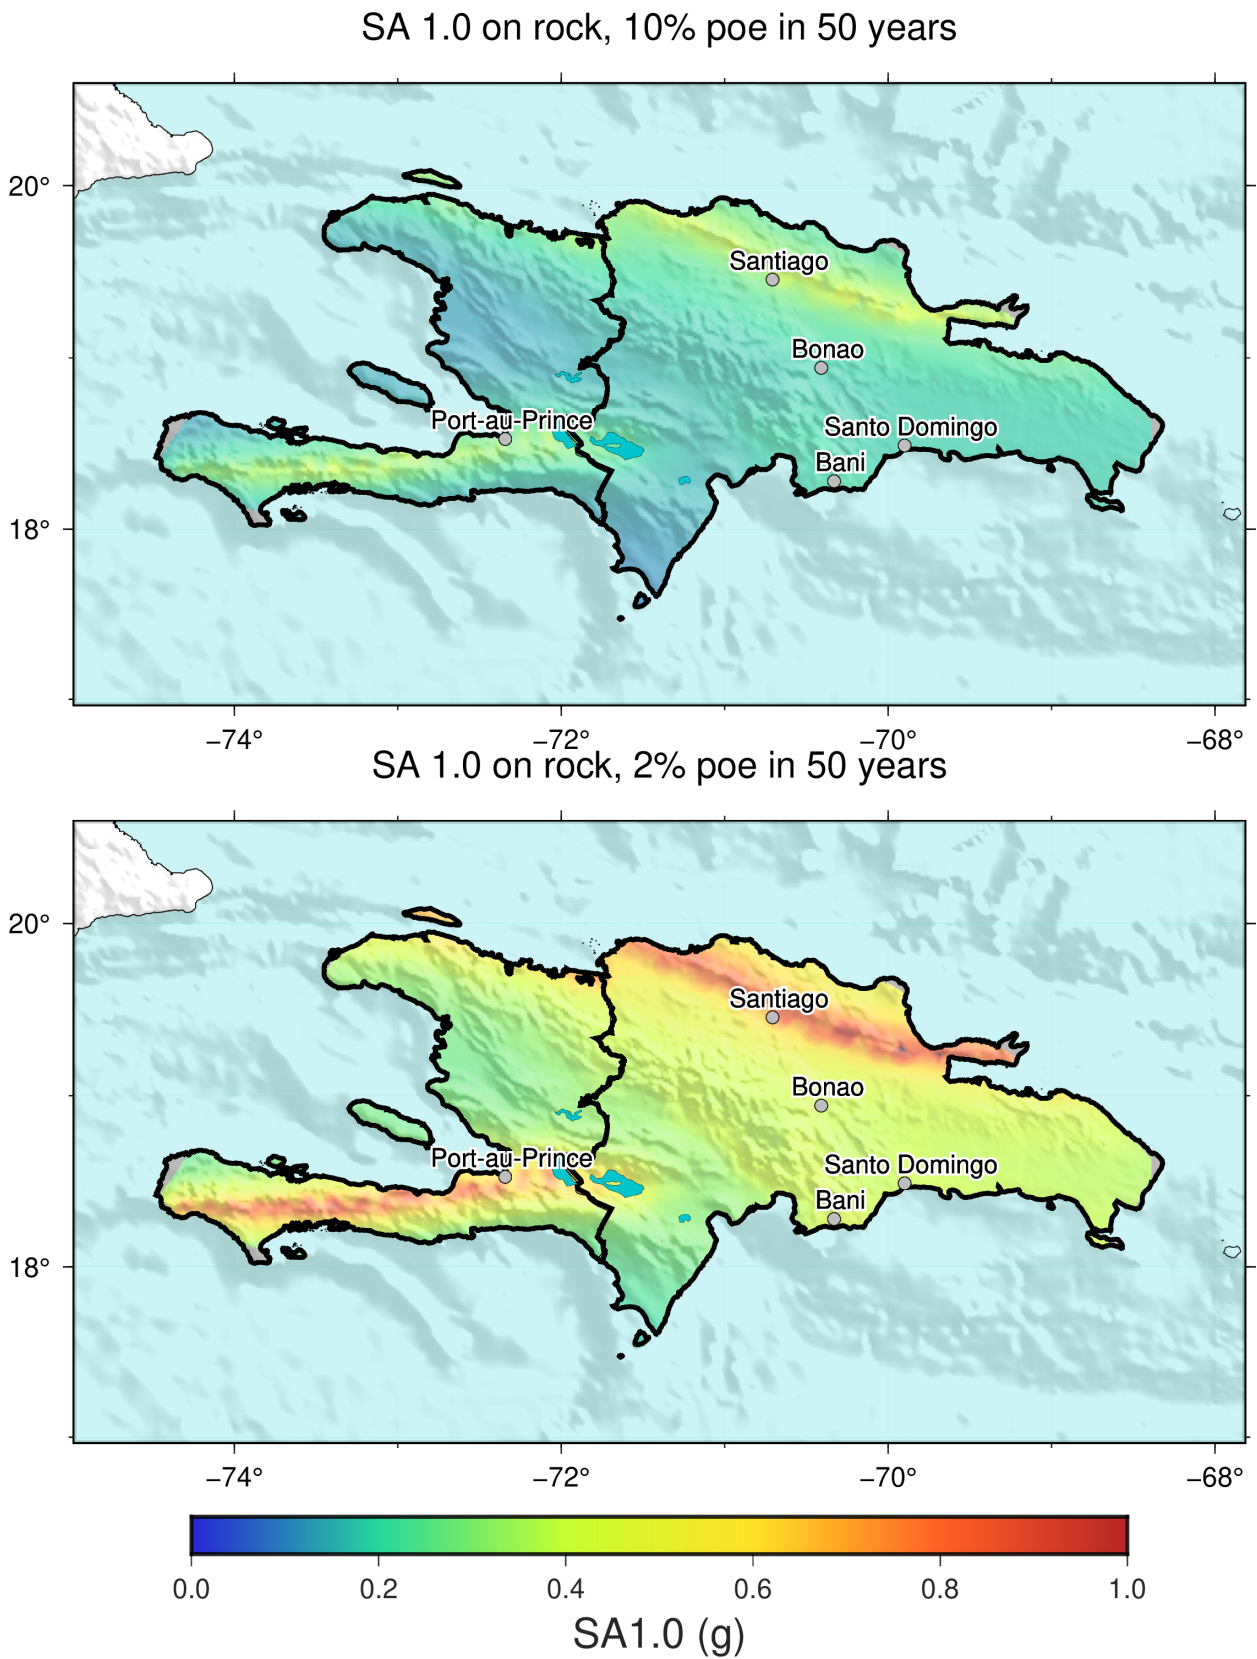 SA 1.0 on rock, 10% poe in 50 years
20°
Santiago
Bonao
Port-au-Prince
Santo Domingo
Bani
18°
−74°
−72°
−70°
−68°
SA 1.0 on rock, 2% poe in 50 years
20°
Santiago
Bonao
Port-au-Prince
Santo Domingo
Bani
18°
−74°
−72°
−70°
−68°
0.0
0.2
0.4
0.6
0.8
1.0
SA1.0 (g)